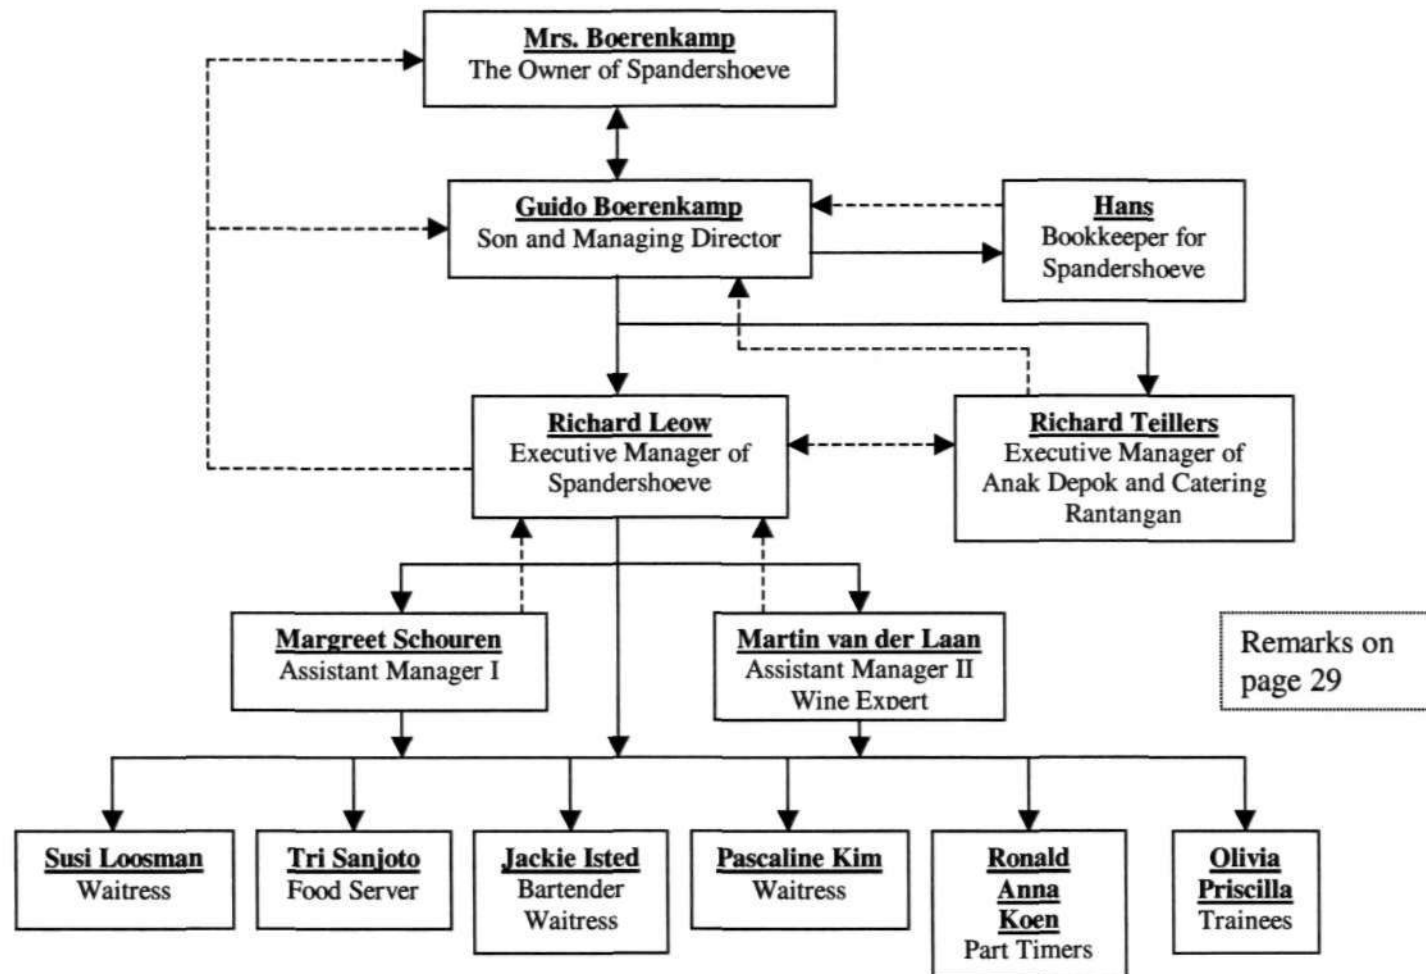 Mrs. Boerenkamp
The Owner of Spandershoeve
Guido Boerenkamp
Son and Managing Director
Hans
Bookkeeper for
Spandershoeve
Richard Leow
Executive Manager of
Spandershoeve
Richard Teillers
Executive Manager of
Anak Depok and Catering
Rantangan
Margreet Schouren
Assistant Manager I
Martin van der Laan
Assistant Manager II
Wine Expert
Remarks on
page 29
Susi Loosman
Waitress
Tri Sanjoto
Food Server
Jackie Isted
Bartender
Waitress
Pascaline Kim
Waitress
Ronald
Anna
Koen
Part Timers
Olivia
Priscilla
Trainees